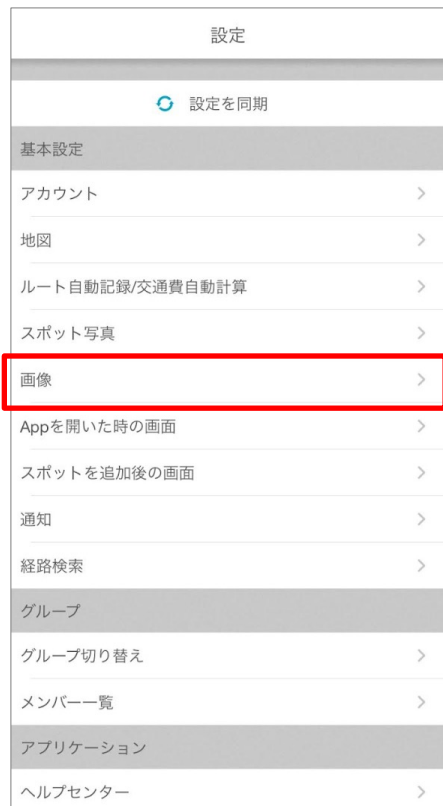 設定
設定を同期
基本設定
アカウント
地図
ルート自動記録/交通費自動計算
スポット写真
画像
Appを開いた時の画面
スポットを追加後の画面
通知
経路検索
グループ
グループ切り替え
メンバー一覧
アプリケーション
ヘルプセンター